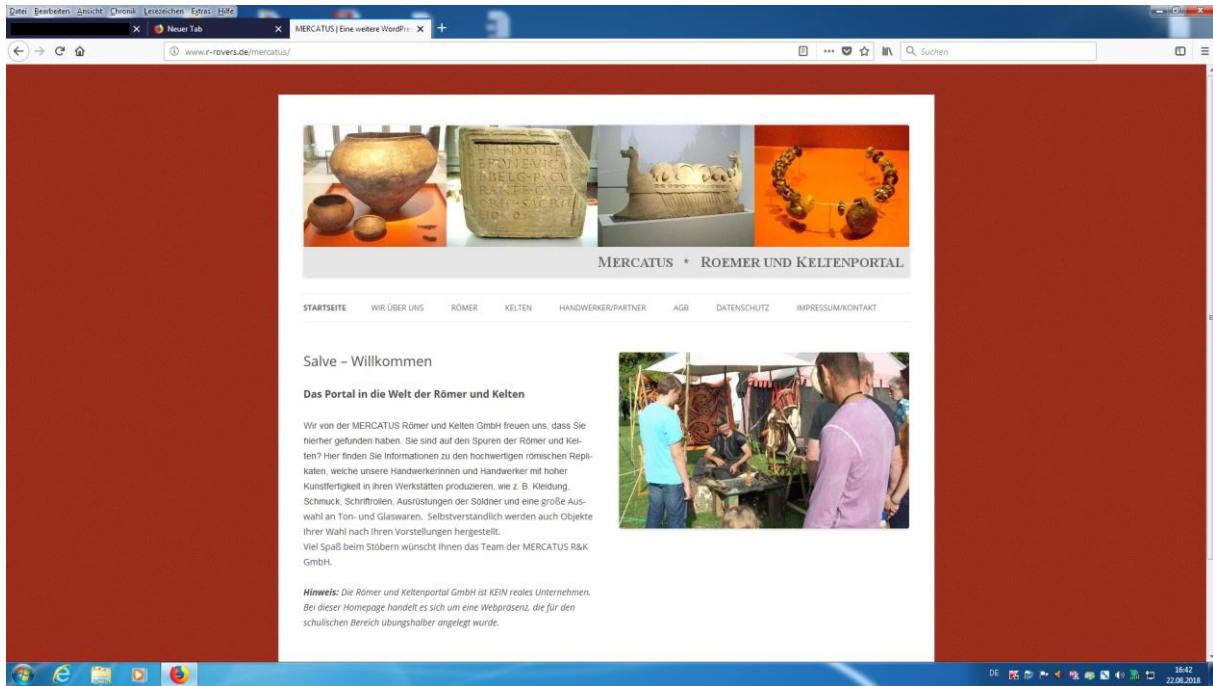 Datei Bearbeiten Ansicht Chronik Lesezeichen Extras Hilfe
Neuer Tab
MERCATUS | Eine weitere WordPre
www.r-rovers.de/mercatus/
Suchen
MERCATUS * ROEMER UND KELTENPORTAL
STARTSEITE WIR ÜBER UNS RÖMER KELTEN HANDWERKER/PARTNER AGB DATENSCHUTZ IMPRESSUM/KONTAKT
Salve – Willkommen
Das Portal in die Welt der Römer und Kelten
Wir von der MERCATUS Römer und Kelten GmbH freuen uns, dass Sie
hierher gefunden haben. Sie sind auf den Spuren der Römer und Kel-
ten? Hier finden Sie Informationen zu den hochwertigen römischen Repli-
katen, welche unsere Handwerkerinnen und Handwerker mit hoher
Kunstfertigkeit in ihren Werkstätten produzieren, wie z. B. Kleidung,
Schmuck, Schriftrollen, Ausrüstungen der Söldner und eine große Aus-
wahl an Ton- und Glaswaren. Selbstverständlich werden auch Objekte
Ihrer Wahl nach Ihren Vorstellungen hergestellt.
Viel Spaß beim Stöbern wünscht Ihnen das Team der MERCATUS R&K
GmbH.
Hinweis: Die Römer und Keltenportal GmbH ist KEIN reales Unternehmen.
Bei dieser Homepage handelt es sich um eine Webpräsenz, die für den
schulischen Bereich übungshalber angelegt wurde.
DE
16:42
22.08.2018